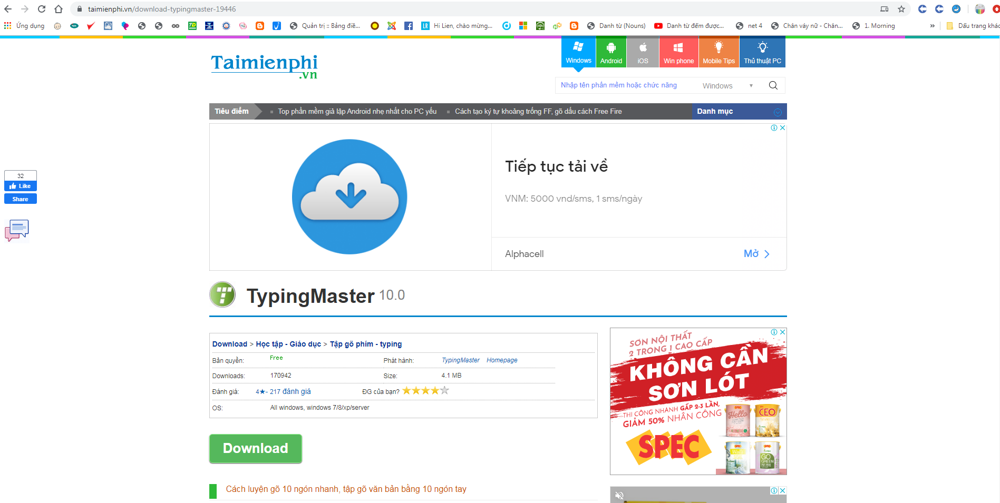 taimienphi.vn/download-typingmaster-19446
Ứng dụng
Quản trị :: Bảng điề...
Hi Lien, chào mừng...
Danh từ (Nouns)
Danh từ đếm được...
net 4
Chân váy nữ - Chân...
1. Morning
»
Dấu trang khác
Taimienphi
.vn
Windows
Android
iOS
Win phone
Mobile Tips
Thủ thuật PC
Nhập tên phần mềm hoặc chức năng
Windows
Tiêu điểm
Top phần mềm giả lập Android nhẹ nhất cho PC yếu
Cách tạo ký tự khoảng trống FF, gõ dấu cách Free Fire
Danh mục
Tiếp tục tải về
VNM: 5000 vnd/sms, 1 sms/ngày
Alphacell
Mở
32
Like
Share
TypingMaster 10.0
Download > Học tập - Giáo dục > Tập gõ phím - typing
Bản quyền: Free Phát hành: TypingMaster Homepage
Downloads: 170942 Size: 4.1 MB
Đánh giá: 4★- 217 đánh giá ĐG của bạn?
OS: All windows, windows 7/8/xp/server
Download
Cách luyện gõ 10 ngón nhanh, tập gõ văn bản bằng 10 ngón tay
SƠN NỘI THẤT
2 TRONG 1 CAO CẤP
KHÔNG CẦN
SƠN LÓT
THI CÔNG NHANH GẤP 2-3 LẦN,
GIẢM 50% NHÂN CÔNG
SPEC
Hello
CEO
GO
GREEN